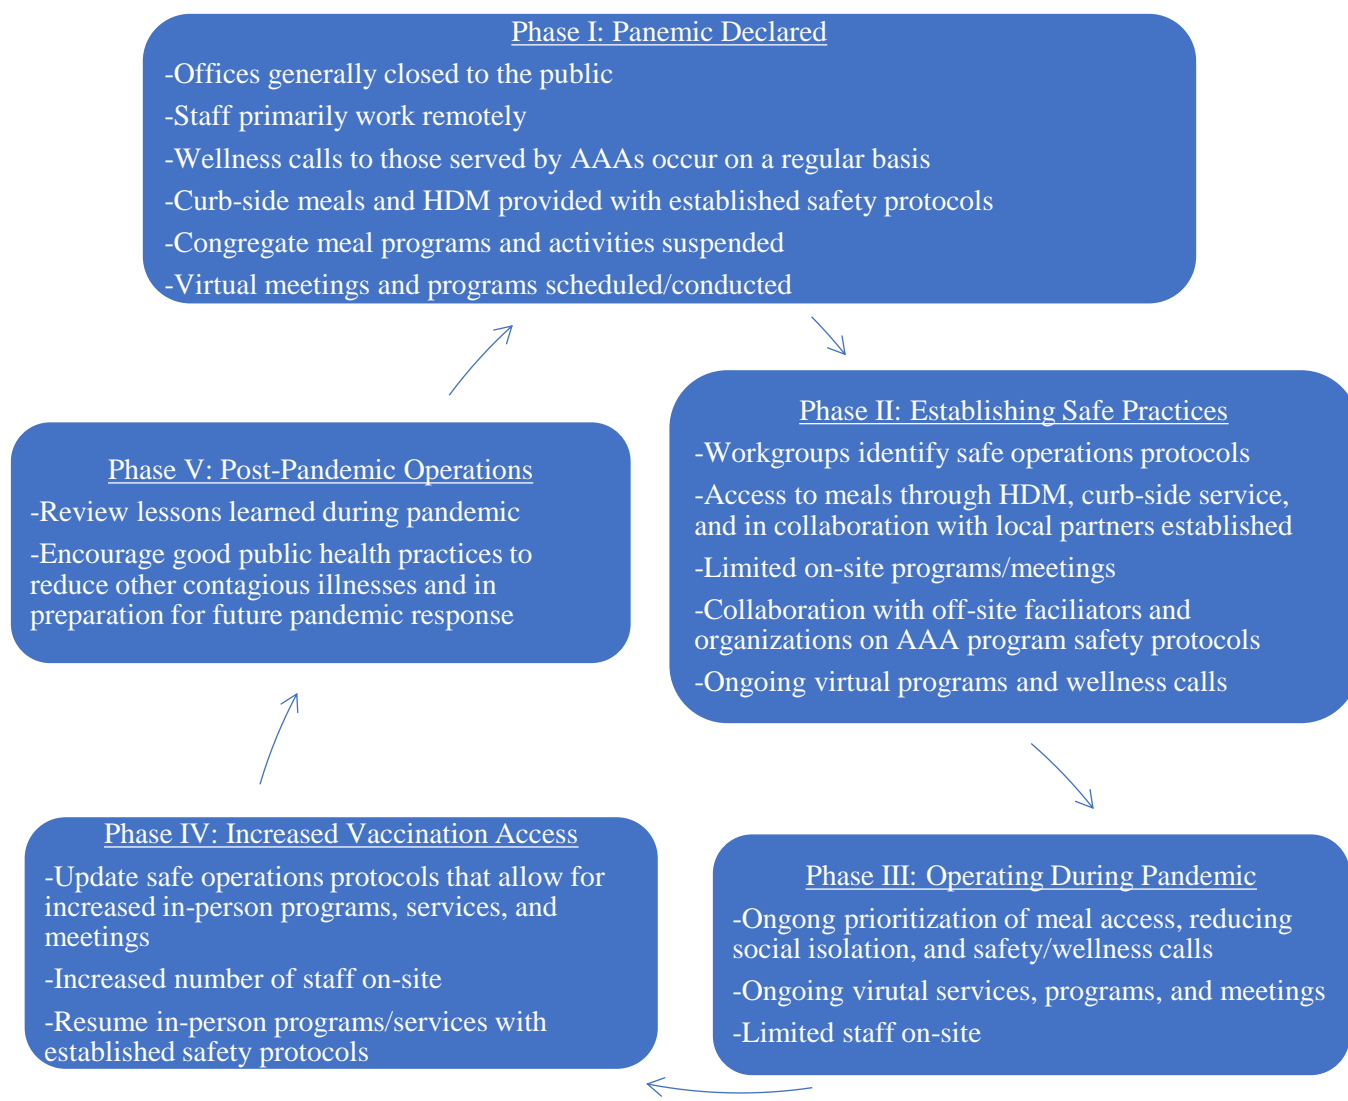 Phase I: Panemic Declared
-Offices generally closed to the public
-Staff primarily work remotely
-Wellness calls to those served by AAAs occur on a regular basis
-Curb-side meals and HDM provided with established safety protocols
-Congregate meal programs and activities suspended
-Virtual meetings and programs scheduled/conducted
Phase II: Establishing Safe Practices
-Workgroups identify safe operations protocols
-Access to meals through HDM, curb-side service,
and in collaboration with local partners established
-Limited on-site programs/meetings
-Collaboration with off-site faciliators and
organizations on AAA program safety protocols
-Ongoing virtual programs and wellness calls
Phase III: Operating During Pandemic
-Ongong prioritization of meal access, reducing
social isolation, and safety/wellness calls
-Ongoing virutal services, programs, and meetings
-Limited staff on-site
Phase IV: Increased Vaccination Access
-Update safe operations protocols that allow for
increased in-person programs, services, and
meetings
-Increased number of staff on-site
-Resume in-person programs/services with
established safety protocols
Phase V: Post-Pandemic Operations
-Review lessons learned during pandemic
-Encourage good public health practices to
reduce other contagious illnesses and in
preparation for future pandemic response